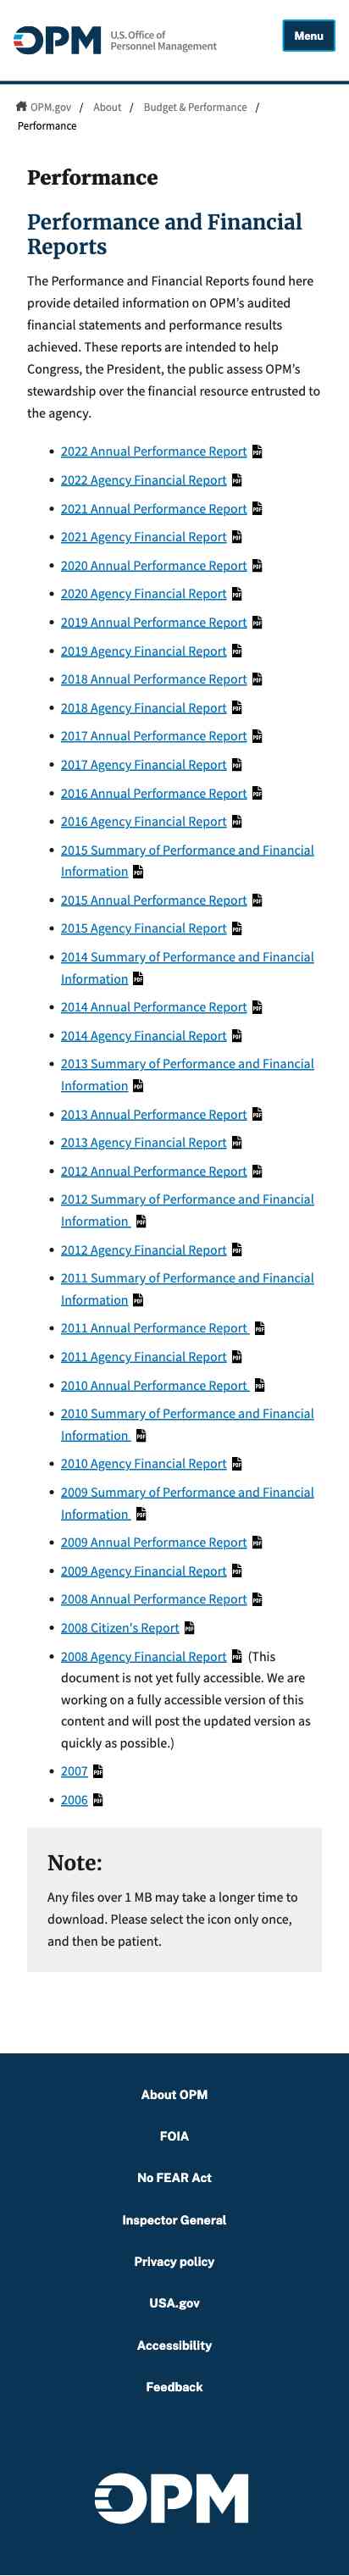 OPM U.S. Office of
Personnel Management
Menu
OPM.gov / About / Budget & Performance /
Performance
Performance
Performance and Financial
Reports
The Performance and Financial Reports found here
provide detailed information on OPM's audited
financial statements and performance results
achieved. These reports are intended to help
Congress, the President, the public assess OPM's
stewardship over the financial resource entrusted to
the agency.
• 2022 Annual Performance Report PDF
• 2022 Agency Financial Report PDF
• 2021 Annual Performance Report PDF
• 2021 Agency Financial Report PDF
• 2020 Annual Performance Report PDF
• 2020 Agency Financial Report PDF
• 2019 Annual Performance Report PDF
• 2019 Agency Financial Report PDF
• 2018 Annual Performance Report PDF
• 2018 Agency Financial Report PDF
• 2017 Annual Performance Report PDF
• 2017 Agency Financial Report PDF
• 2016 Annual Performance Report PDF
• 2016 Agency Financial Report PDF
• 2015 Summary of Performance and Financial
Information PDF
• 2015 Annual Performance Report PDF
• 2015 Agency Financial Report PDF
• 2014 Summary of Performance and Financial
Information PDF
• 2014 Annual Performance Report PDF
• 2014 Agency Financial Report PDF
• 2013 Summary of Performance and Financial
Information PDF
• 2013 Annual Performance Report PDF
• 2013 Agency Financial Report PDF
• 2012 Annual Performance Report PDF
• 2012 Summary of Performance and Financial
Information PDF
• 2012 Agency Financial Report PDF
• 2011 Summary of Performance and Financial
Information PDF
• 2011 Annual Performance Report PDF
• 2011 Agency Financial Report PDF
• 2010 Annual Performance Report PDF
• 2010 Summary of Performance and Financial
Information PDF
• 2010 Agency Financial Report PDF
• 2009 Summary of Performance and Financial
Information PDF
• 2009 Annual Performance Report PDF
• 2009 Agency Financial Report PDF
• 2008 Annual Performance Report PDF
• 2008 Citizen's Report PDF
• 2008 Agency Financial Report PDF (This
document is not yet fully accessible. We are
working on a fully accessible version of this
content and will post the updated version as
quickly as possible.)
• 2007 PDF
• 2006 PDF
Note:
Any files over 1 MB may take a longer time to
download. Please select the icon only once,
and then be patient.
About OPM
FOIA
No FEAR Act
Inspector General
Privacy policy
USA.gov
Accessibility
Feedback
OPM